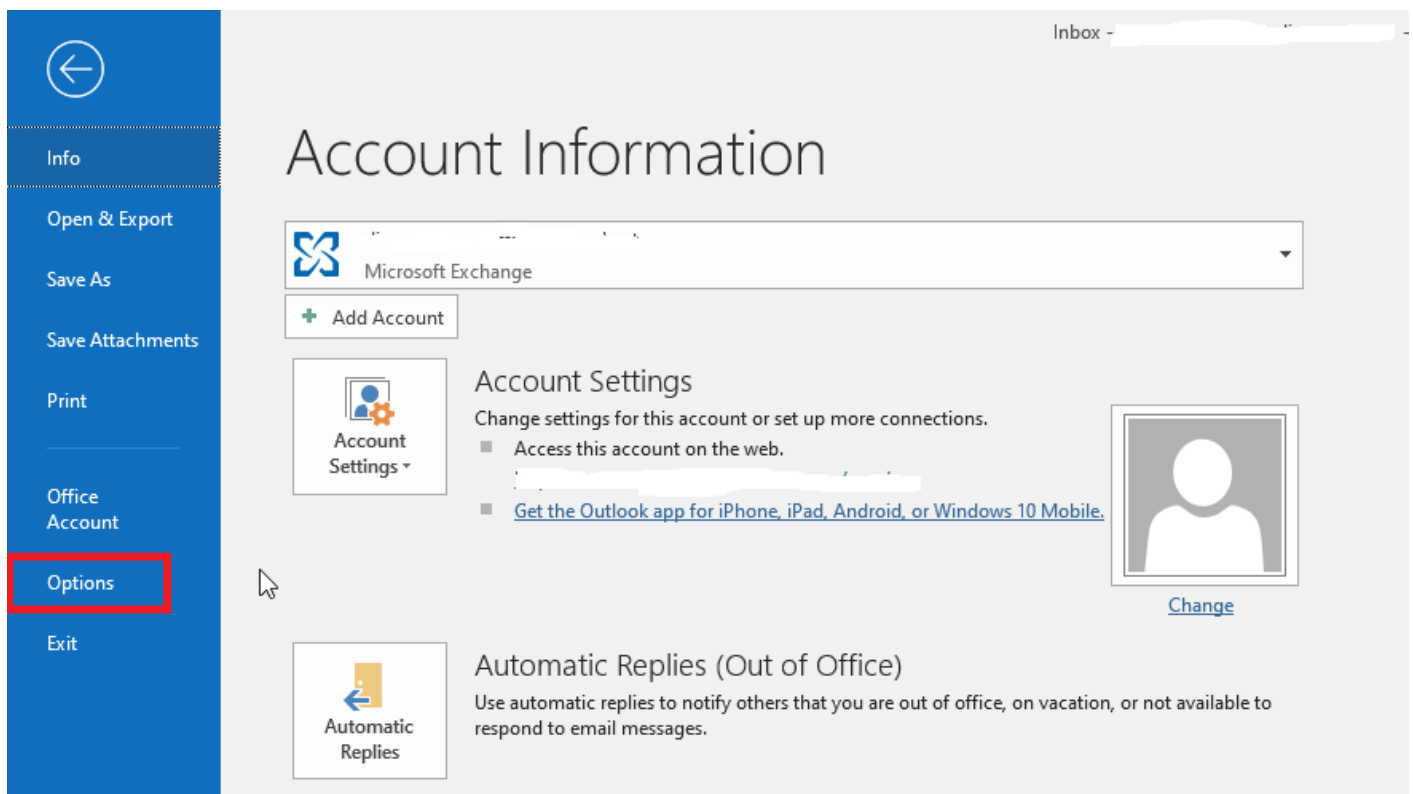 Inbox -
Info
Open & Export
Save As
Save Attachments
Print
Office
Account
Options
Exit
Account Information
Microsoft Exchange
Add Account
Account
Settings
Account Settings
Change settings for this account or set up more connections.
Access this account on the web.
Get the Outlook app for iPhone, iPad, Android, or Windows 10 Mobile.
Change
Automatic
Replies
Automatic Replies (Out of Office)
Use automatic replies to notify others that you are out of office, on vacation, or not available to
respond to email messages.